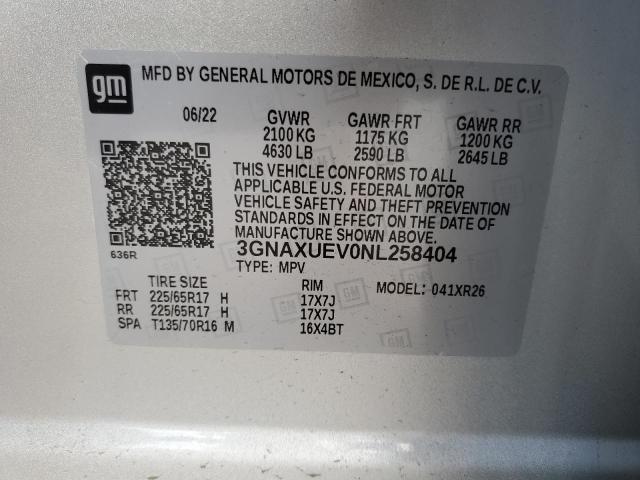 gm MFD BY GENERAL MOTORS DE MEXICO, S. DE R.L. DE C.V.
06/22 GVWR GAWR FRT GAWR RR
2100 KG 1175 KG 1200 KG
4630 LB 2590 LB 2645 LB
THIS VEHICLE CONFORMS TO ALL
APPLICABLE U.S. FEDERAL MOTOR
VEHICLE SAFETY AND THEFT PREVENTION
STANDARDS IN EFFECT ON THE DATE OF
MANUFACTURE SHOWN ABOVE.
636R 3GNAXUEV0NL258404
TYPE: MPV
TIRE SIZE RIM MODEL: 041XR26
FRT 225/65R17 H 17X7J
RR 225/65R17 H 17X7J
SPA T135/70R16 M 16X4BT